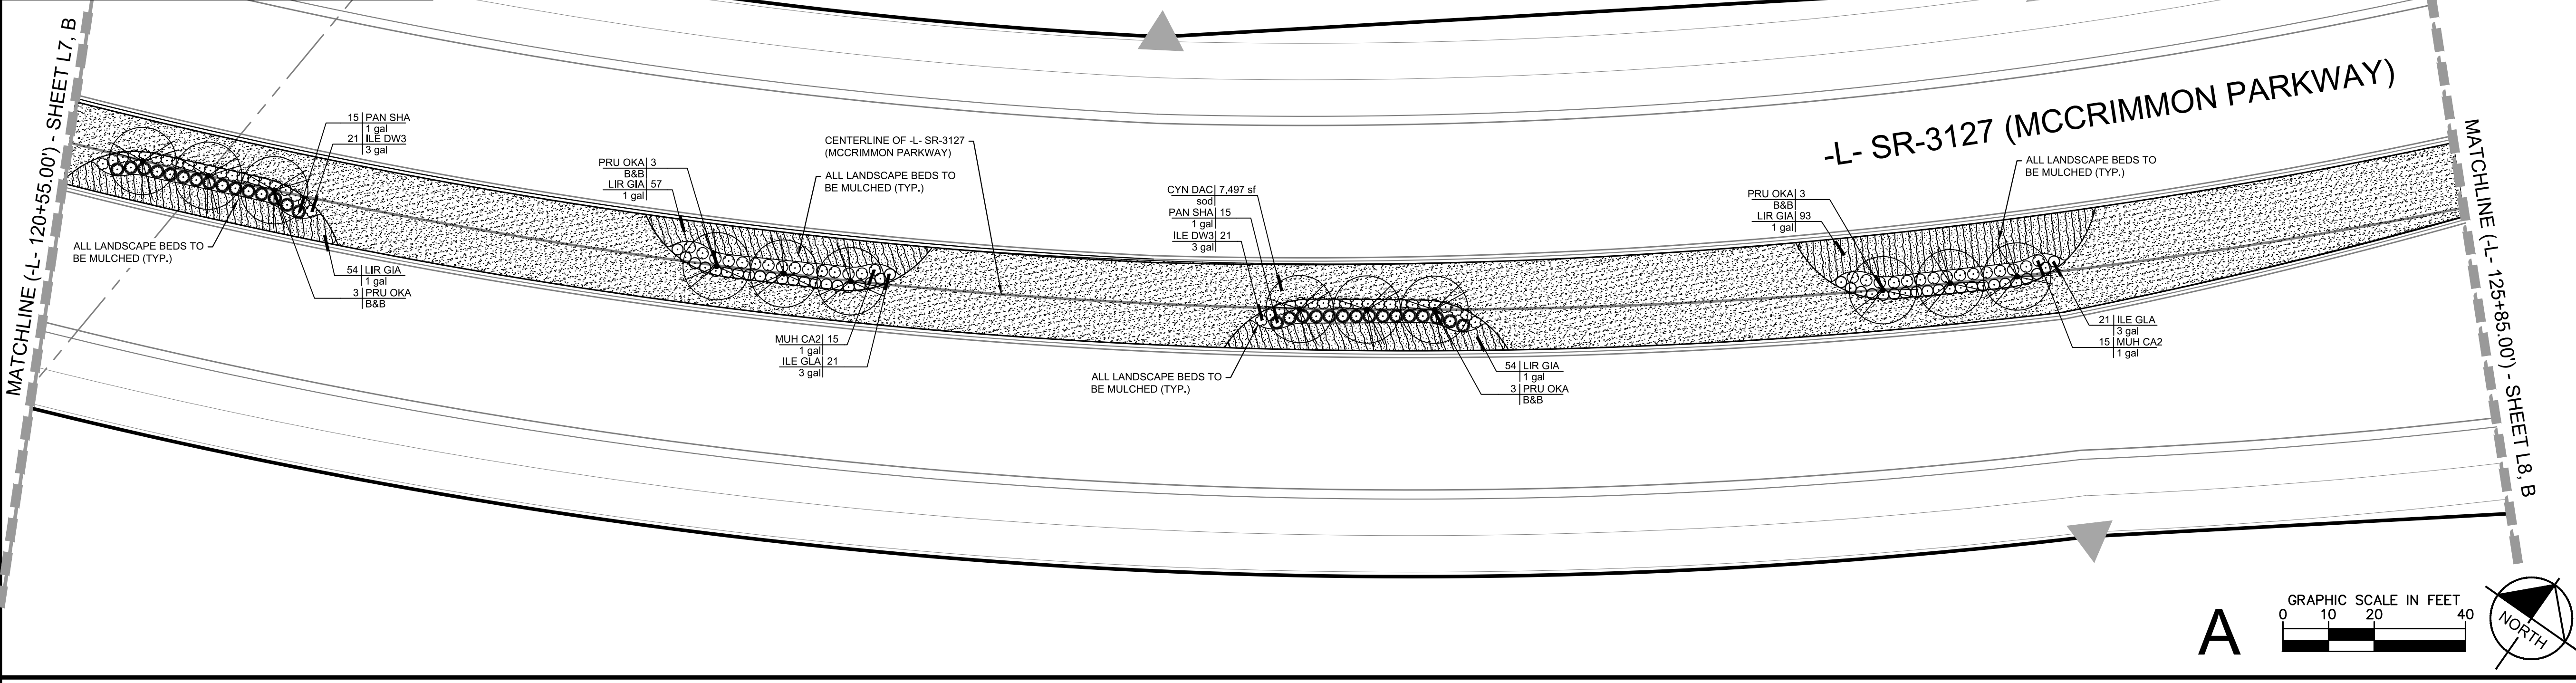 MATCHLINE (-L- 120+55.00') - SHEET L7, B
15 PAN SHA
1 gal
21 ILE DW3
3 gal
ALL LANDSCAPE BEDS TO
BE MULCHED (TYP.)
54 LIR GIA
1 gal
3 PRU OKA
B&B
PRU OKA 3
B&B
LIR GIA 57
1 gal
CENTERLINE OF -L- SR-3127
(MCCRIMMON PARKWAY)
ALL LANDSCAPE BEDS TO
BE MULCHED (TYP.)
MUH CA2 15
1 gal
ILE GLA 21
3 gal
CYN DAC 7,497 sf
sod
PAN SHA 15
1 gal
ILE DW3 21
3 gal
ALL LANDSCAPE BEDS TO
BE MULCHED (TYP.)
54 LIR GIA
1 gal
3 PRU OKA
B&B
-L- SR-3127 (MCCRIMMON PARKWAY)
PRU OKA 3
B&B
LIR GIA 93
1 gal
ALL LANDSCAPE BEDS TO
BE MULCHED (TYP.)
21 ILE GLA
3 gal
15 MUH CA2
1 gal
MATCHLINE (-L- 125+85.00') - SHEET L8, B
A
GRAPHIC SCALE IN FEET
0 10 20 40
NORTH